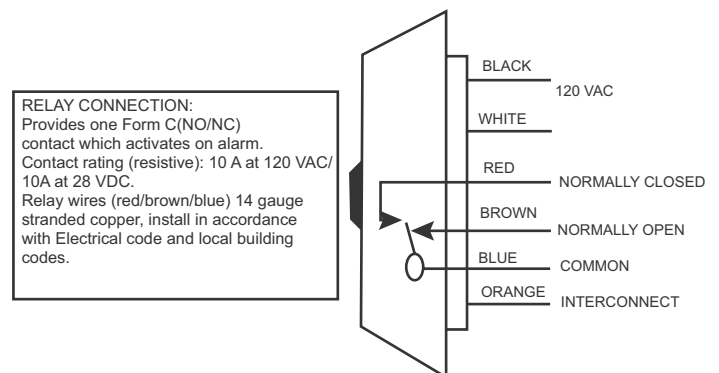 RELAY CONNECTION:
Provides one Form C(NO/NC)
contact which activates on alarm.
Contact rating (resistive): 10 A at 120 VAC/
10A at 28 VDC.
Relay wires (red/brown/blue) 14 gauge
stranded copper, install in accordance
with Electrical code and local building
codes.
BLACK
120 VAC
WHITE
RED
NORMALLY CLOSED
BROWN
NORMALLY OPEN
BLUE
COMMON
ORANGE
INTERCONNECT